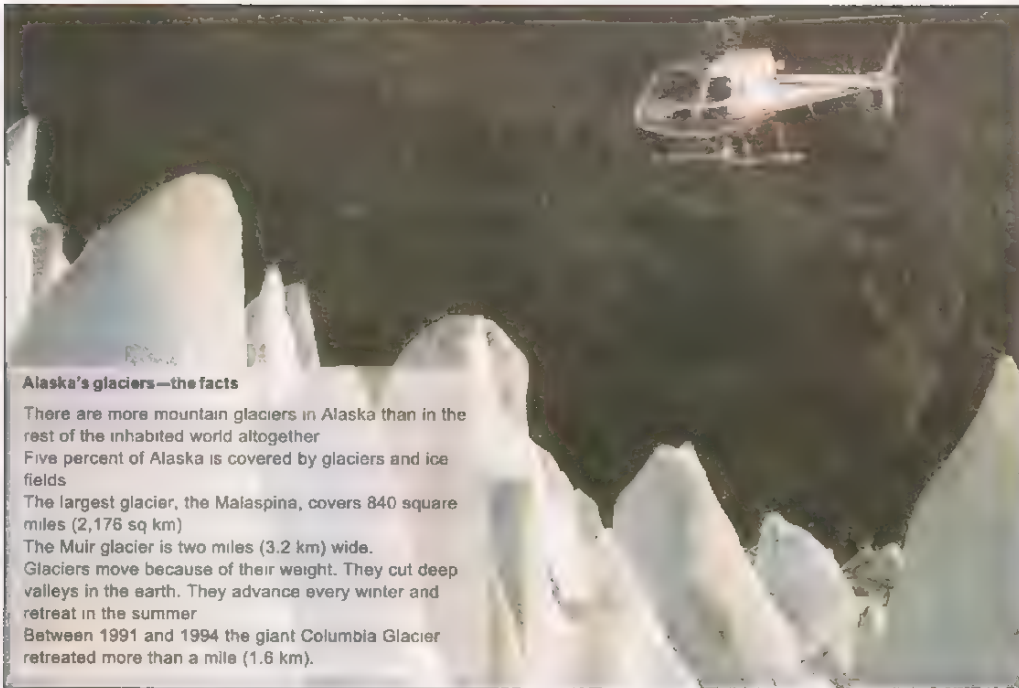 Alaska's glaciers—the facts
There are more mountain glaciers in Alaska than in the
rest of the inhabited world altogether
Five percent of Alaska is covered by glaciers and ice
fields
The largest glacier, the Malaspina, covers 840 square
miles (2,176 sq km)
The Muir glacier is two miles (3.2 km) wide.
Glaciers move because of their weight. They cut deep
valleys in the earth. They advance every winter and
retreat in the summer
Between 1991 and 1994 the giant Columbia Glacier
retreated more than a mile (1.6 km).